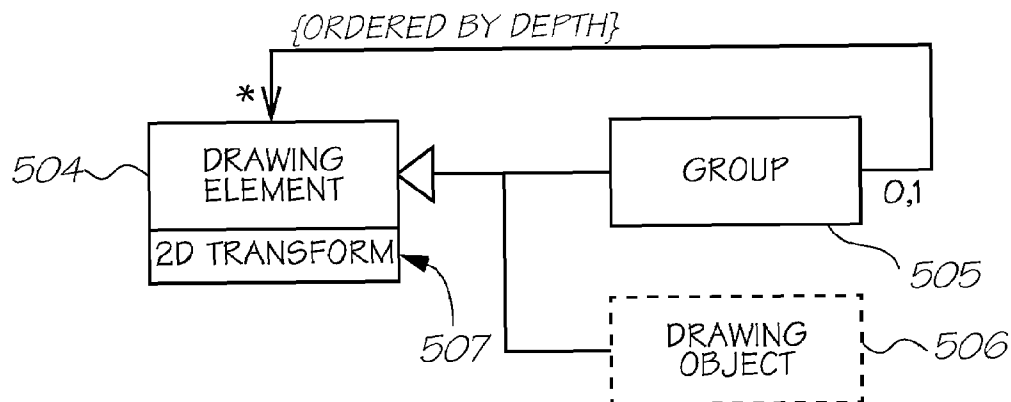 {ORDERED BY DEPTH}
*
504
DRAWING
ELEMENT
GROUP
0,1
2D TRANSFORM
505
507
DRAWING
OBJECT
506